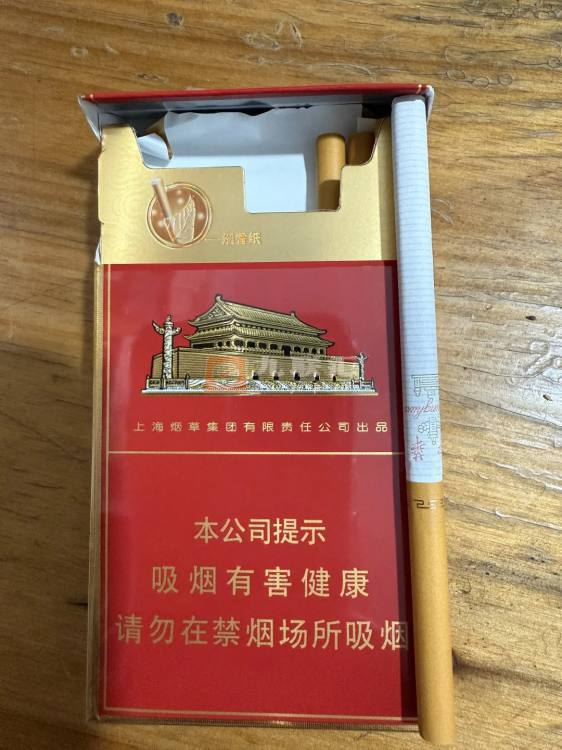 上海烟草集团有限责任公司出品
本公司提示
吸烟有害健康
请勿在禁烟场所吸烟